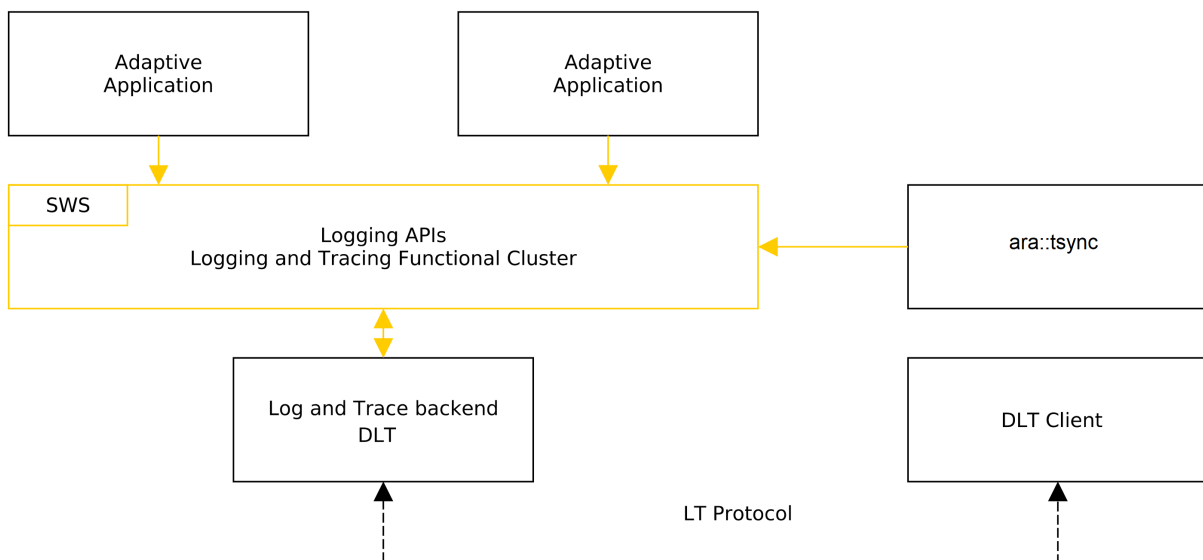 Adaptive
Application
Adaptive
Application
SWS
Logging APIs
Logging and Tracing Functional Cluster
ara::tsync
Log and Trace backend
DLT
DLT Client
LT Protocol